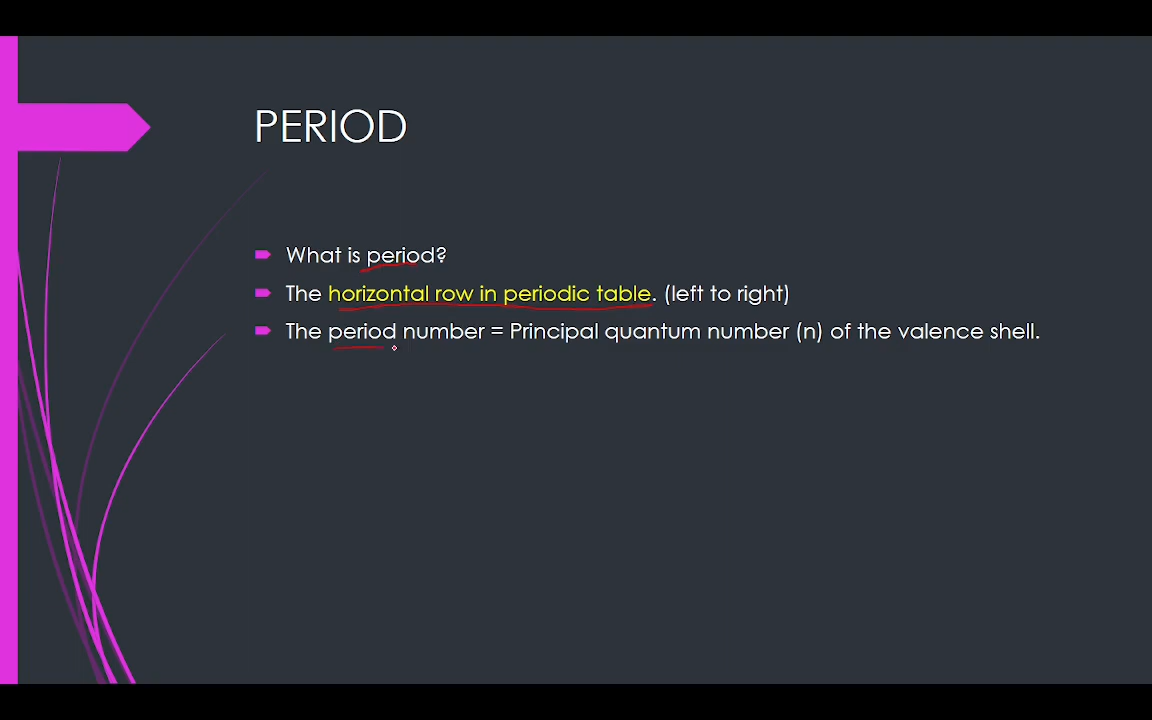 PERIOD
What is period?
The horizontal row in periodic table. (left to right)
The period number = Principal quantum number (n) of the valence shell.